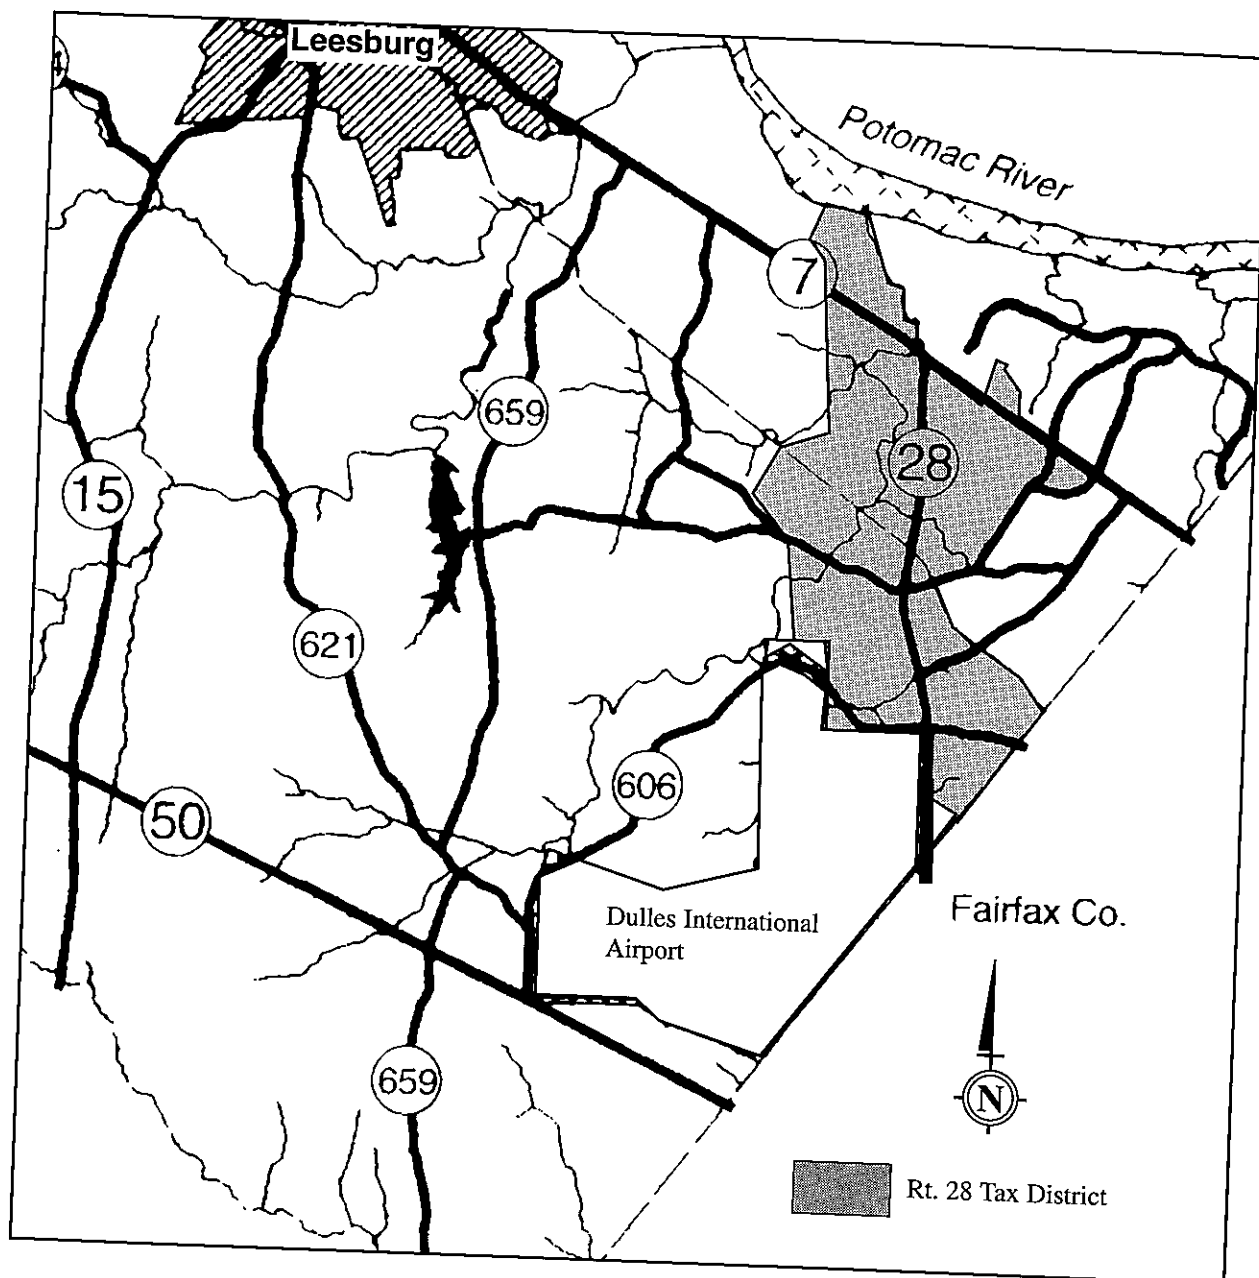 Leesburg
Potomac River
7
659
28
15
621
606
50
Dulles International
Airport
Fairfax Co.
659
N
Rt. 28 Tax District